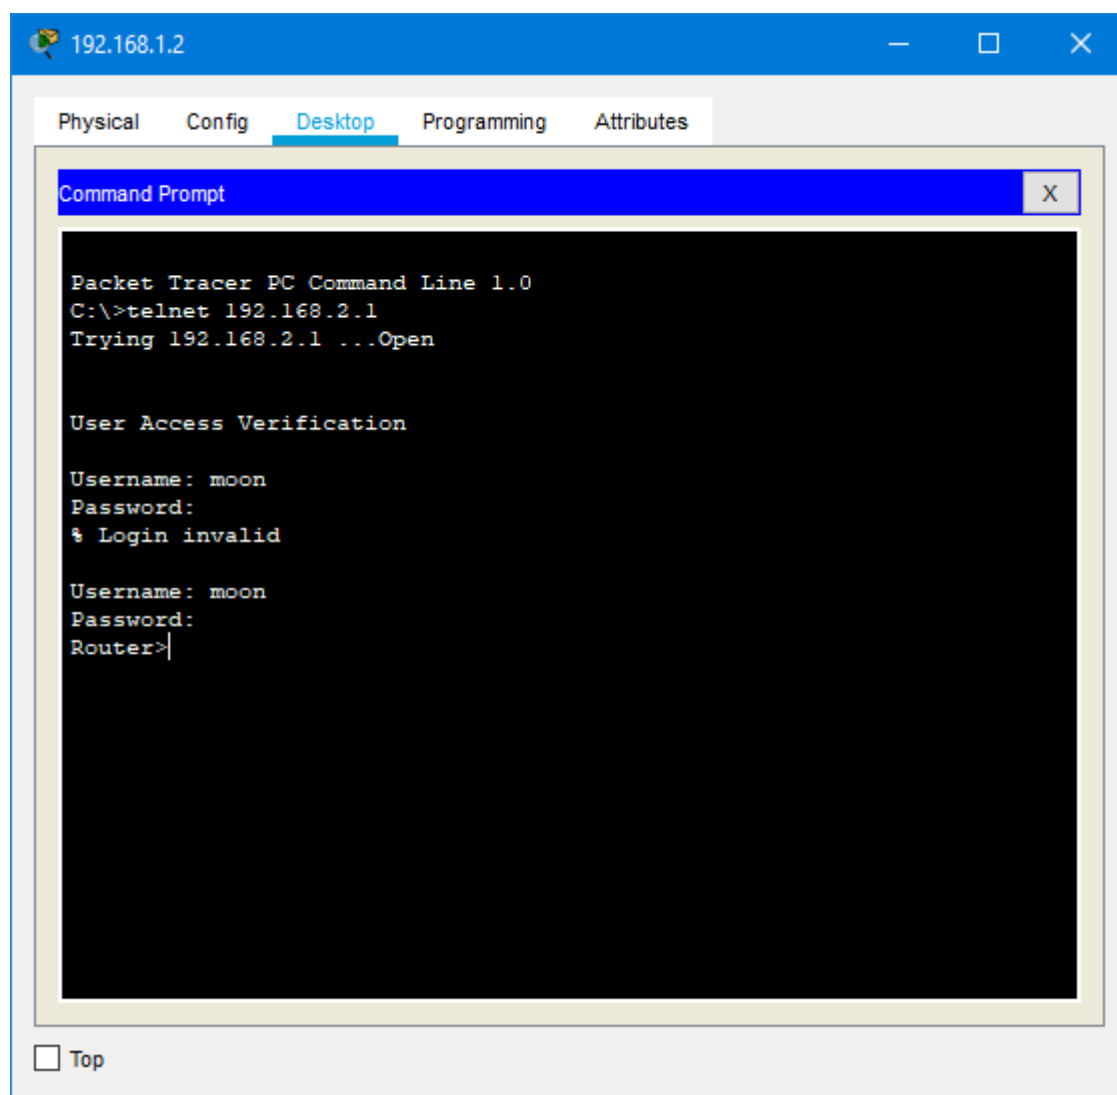 192.168.1.2
Physical Config Desktop Programming Attributes
Command Prompt X
Packet Tracer PC Command Line 1.0
C:\>telnet 192.168.2.1
Trying 192.168.2.1 ...Open
User Access Verification
Username: moon
Password:
% Login invalid
Username: moon
Password:
Router>
Top